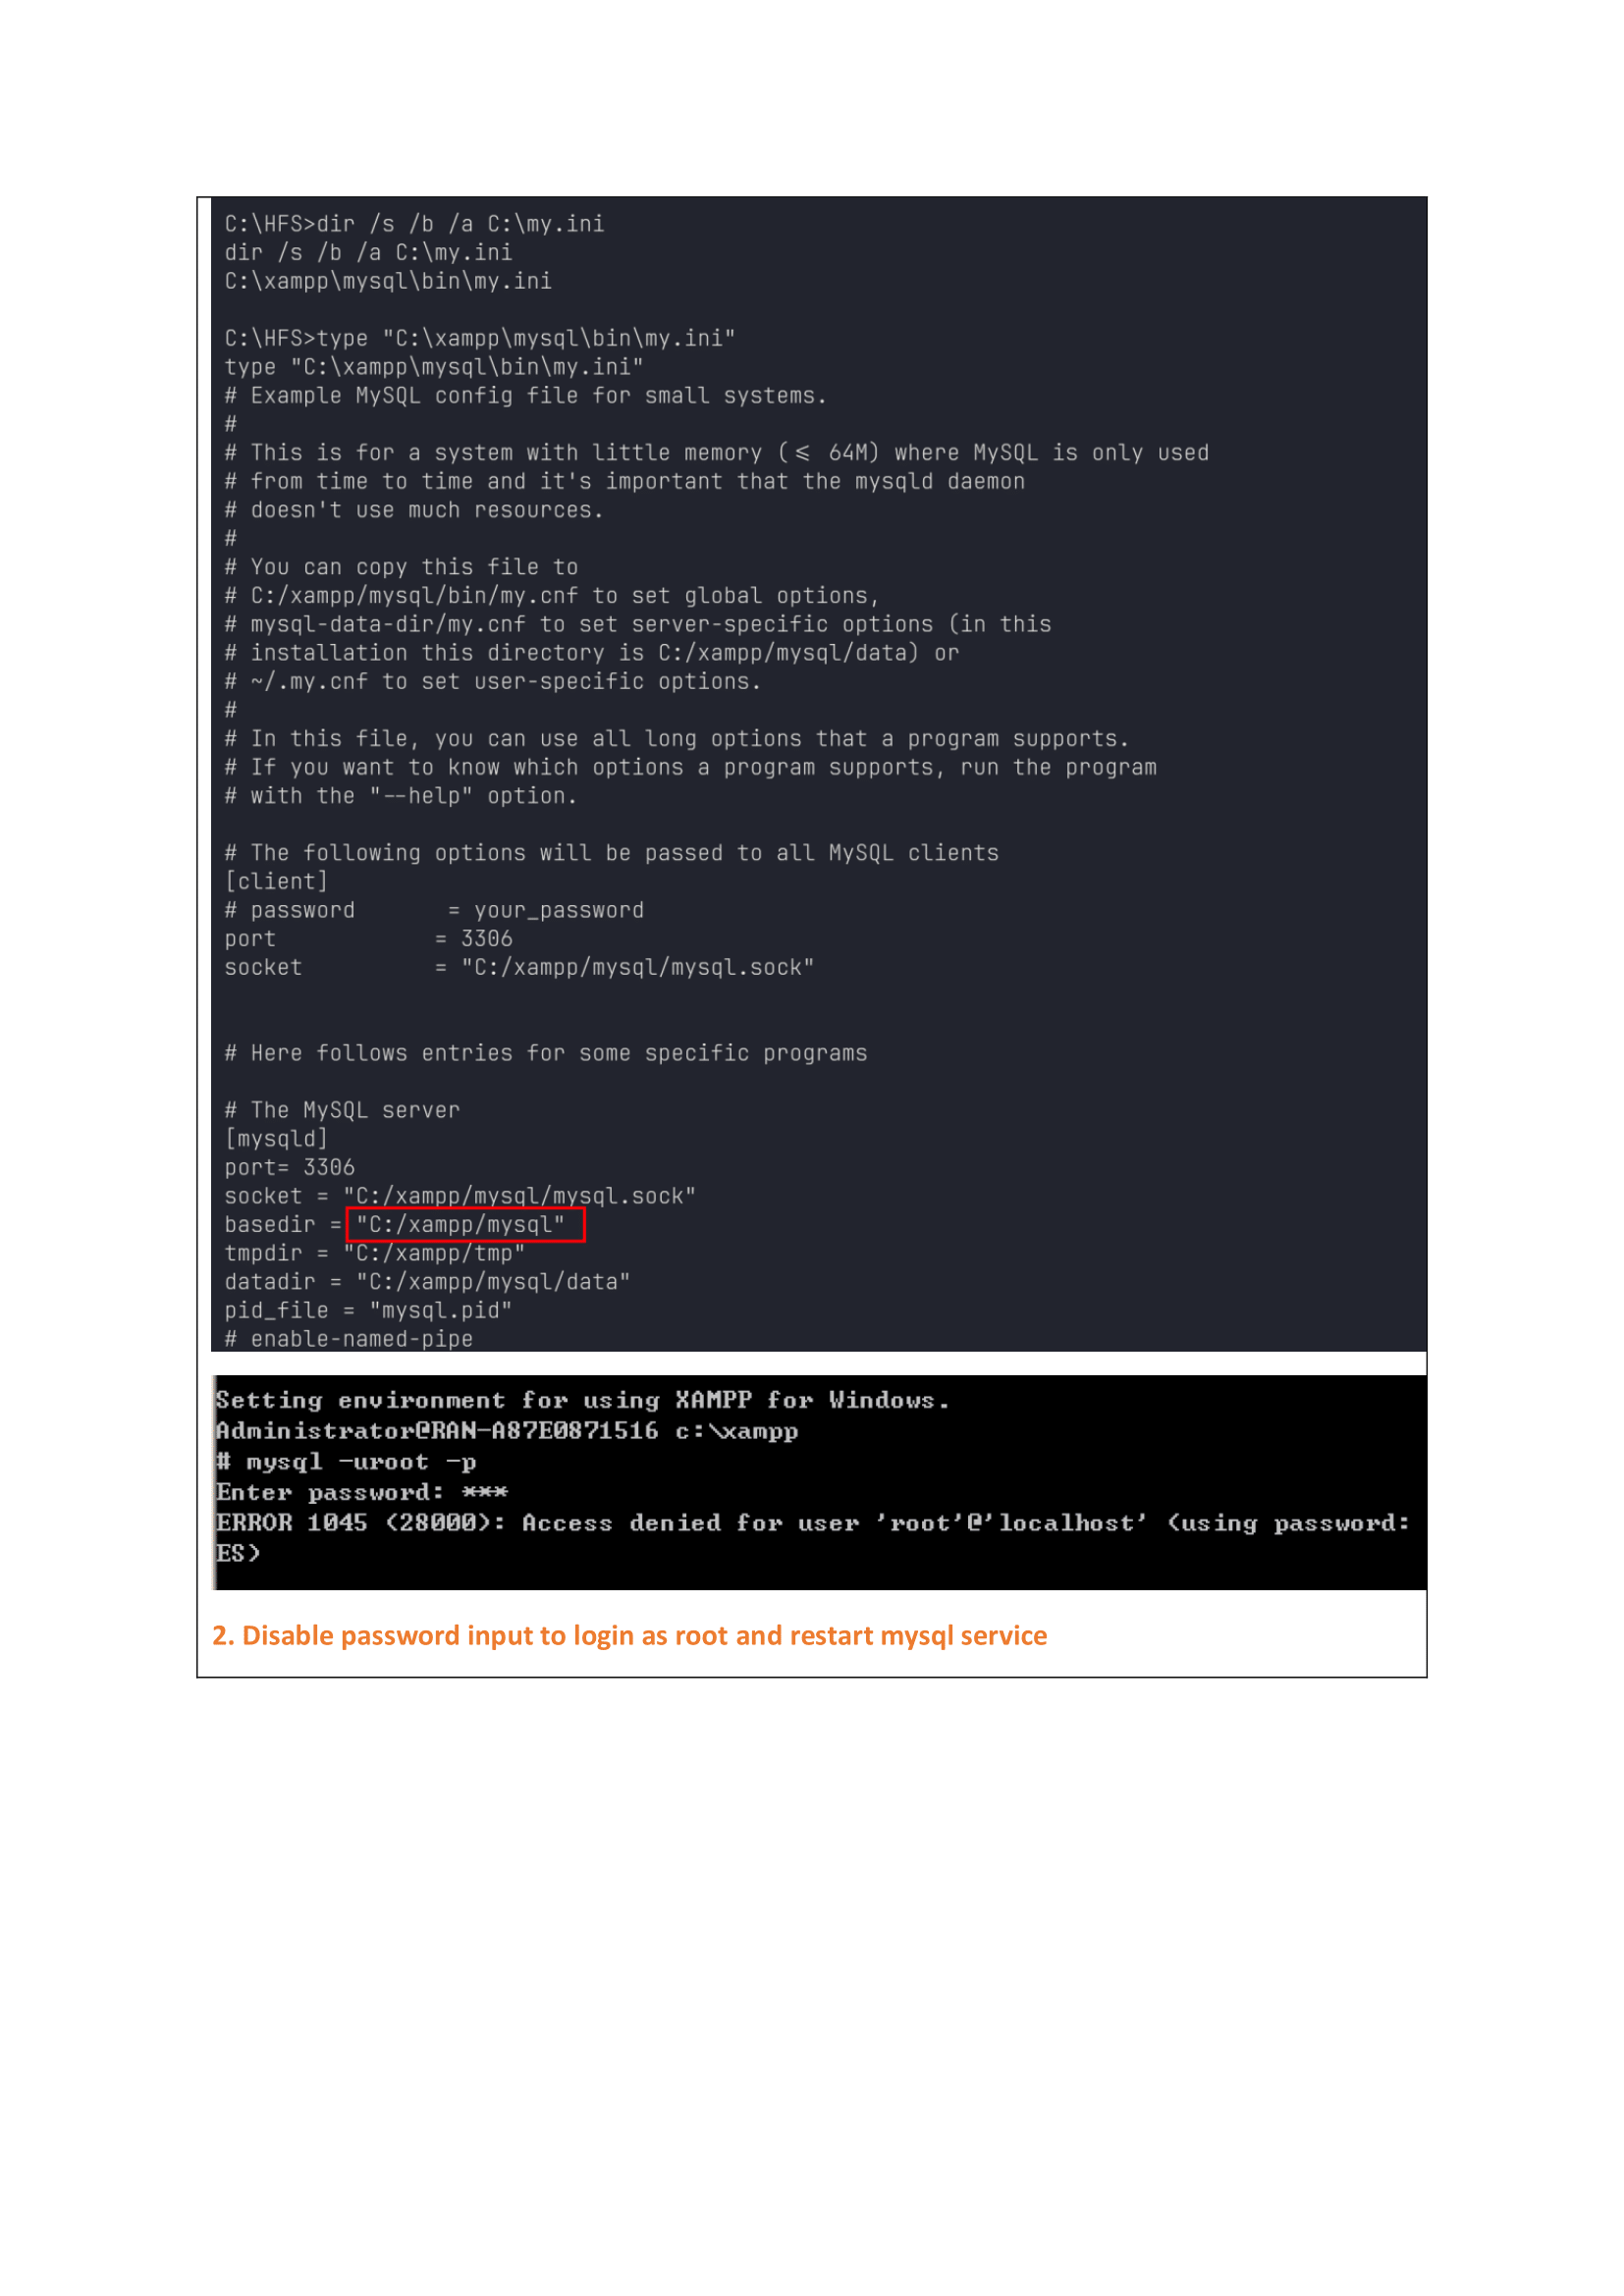 C:\HFS>dir /s /b /a C:\my.ini
dir /s /b /a C:\my.ini
C:\xampp\mysql\bin\my.ini
C:\HFS>type "C:\xampp\mysql\bin\my.ini"
type "C:\xampp\mysql\bin\my.ini"
# Example MySQL config file for small systems.
#
# This is for a system with little memory (≤ 64M) where MySQL is only used
# from time to time and it's important that the mysqld daemon
# doesn't use much resources.
#
# You can copy this file to
# C:/xampp/mysql/bin/my.cnf to set global options,
# mysql-data-dir/my.cnf to set server-specific options (in this
# installation this directory is C:/xampp/mysql/data) or
# ~/.my.cnf to set user-specific options.
#
# In this file, you can use all long options that a program supports.
# If you want to know which options a program supports, run the program
# with the "--help" option.
# The following options will be passed to all MySQL clients
[client]
# password       = your_password
port            = 3306
socket          = "C:/xampp/mysql/mysql.sock"
# Here follows entries for some specific programs
# The MySQL server
[mysqld]
port= 3306
socket = "C:/xampp/mysql/mysql.sock"
basedir = "C:/xampp/mysql"
tmpdir = "C:/xampp/tmp"
datadir = "C:/xampp/mysql/data"
pid_file = "mysql.pid"
# enable-named-pipe
Setting environment for using XAMPP for Windows.
Administrator@RAN-A87E0871516 c:\xampp
# mysql -uroot -p
Enter password: ***
ERROR 1045 (28000): Access denied for user 'root'@'localhost' (using password:
ES)
2. Disable password input to login as root and restart mysql service